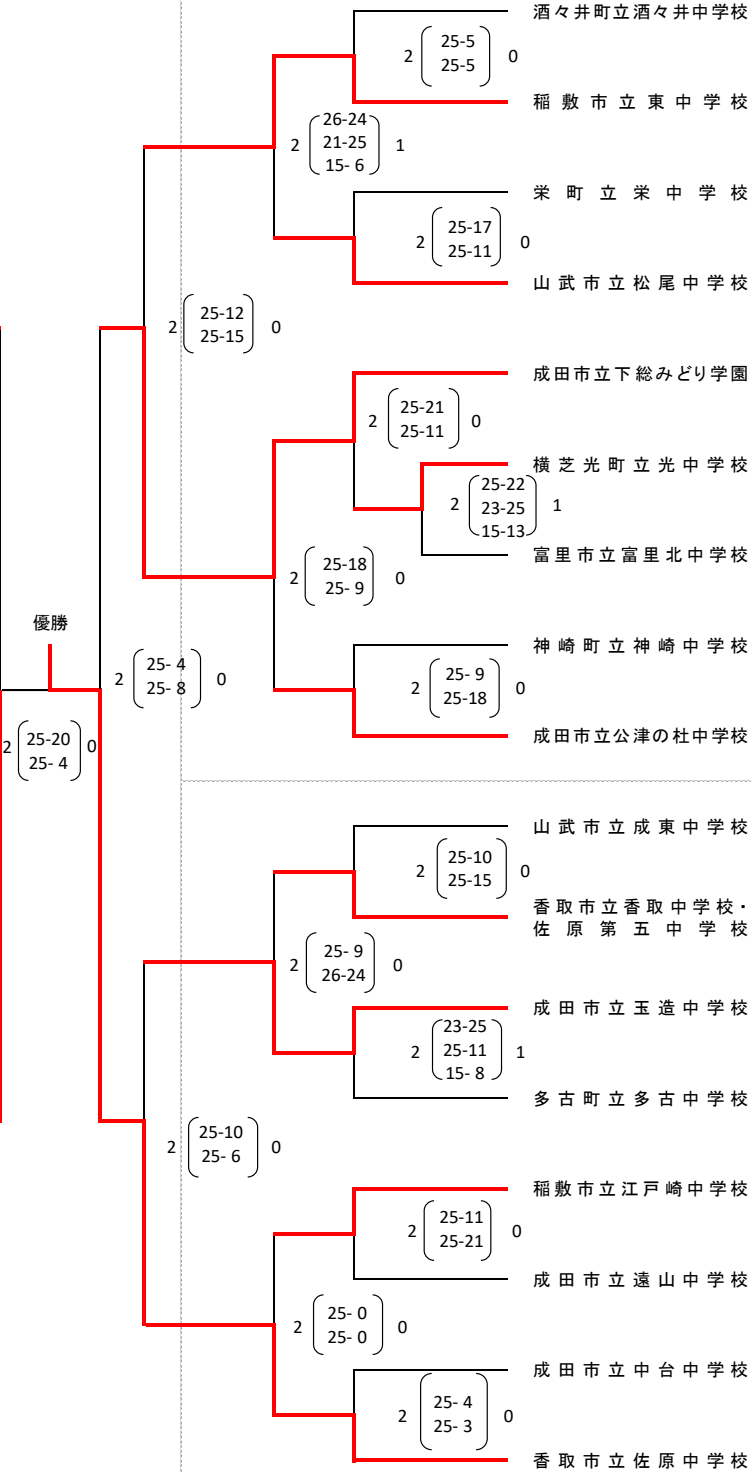 酒々井町立酒々井中学校
2 25-5 0
25-5
稲敷市立東中学校
26-24
2 21-25 1
15- 6
栄町立栄中学校
2 25-17 0
25-11
山武市立松尾中学校
2 25-12 0
25-15
成田市立下総みどり学園
2 25-21 0
25-11
横芝光町立光中学校
25-22
2 23-25 1
15-13
富里市立富里北中学校
2 25-18 0
25- 9
優勝
神崎町立神崎中学校
2 25- 4 0
25- 8
2 25- 9 0
25-18
成田市立公津の杜中学校
2 25-20 0
25- 4
山武市立成東中学校
2 25-10 0
25-15
香取市立香取中学校・
佐原第五中学校
2 25- 9 0
26-24
成田市立玉造中学校
23-25
2 25-11 1
15- 8
多古町立多古中学校
2 25-10 0
25- 6
稲敷市立江戸崎中学校
2 25-11 0
25-21
成田市立遠山中学校
2 25- 0 0
25- 0
成田市立中台中学校
2 25- 4 0
25- 3
香取市立佐原中学校